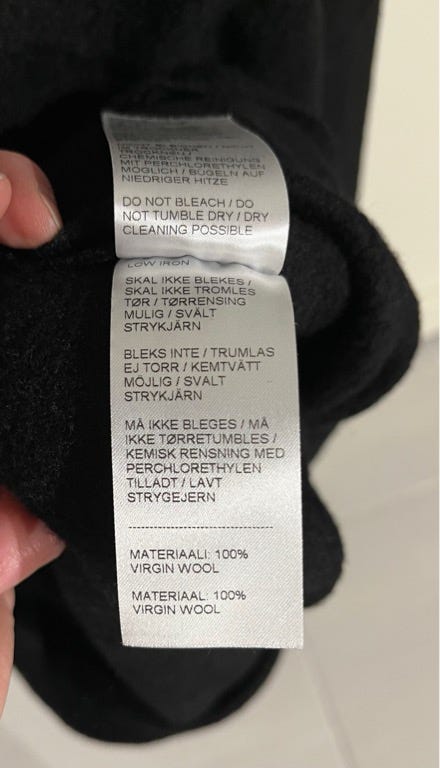 TROCKNEU /
CHEMISCHE REINIGUNG
MIT PERCHLORETHYLEN
MÖGLICH / BÜGELN AUF
NIEDRIGER HITZE
DO NOT BLEACH / DO
NOT TUMBLE DRY / DRY
CLEANING POSSIBLE
LOW IRON
SKAL IKKE BLEKES /
SKAL IKKE TROMLES
TØR / TØRRENSING
MULIG / SVÄLT
STRYKJÄRN
BLEKS INTE / TRUMLAS
EJ TORR / KEMTVÄTT
MÖJLIG / SVALT
STRYKJÄRN
MÅ IKKE BLEGES / MÅ
IKKE TØRRETUMBLES /
KEMISK RENSNING MED
PERCHLORETHYLEN
TILLADT / LAVT
STRYGEJERN
MATERIAALI: 100%
VIRGIN WOOL
MATERIAAL: 100%
VIRGIN WOOL